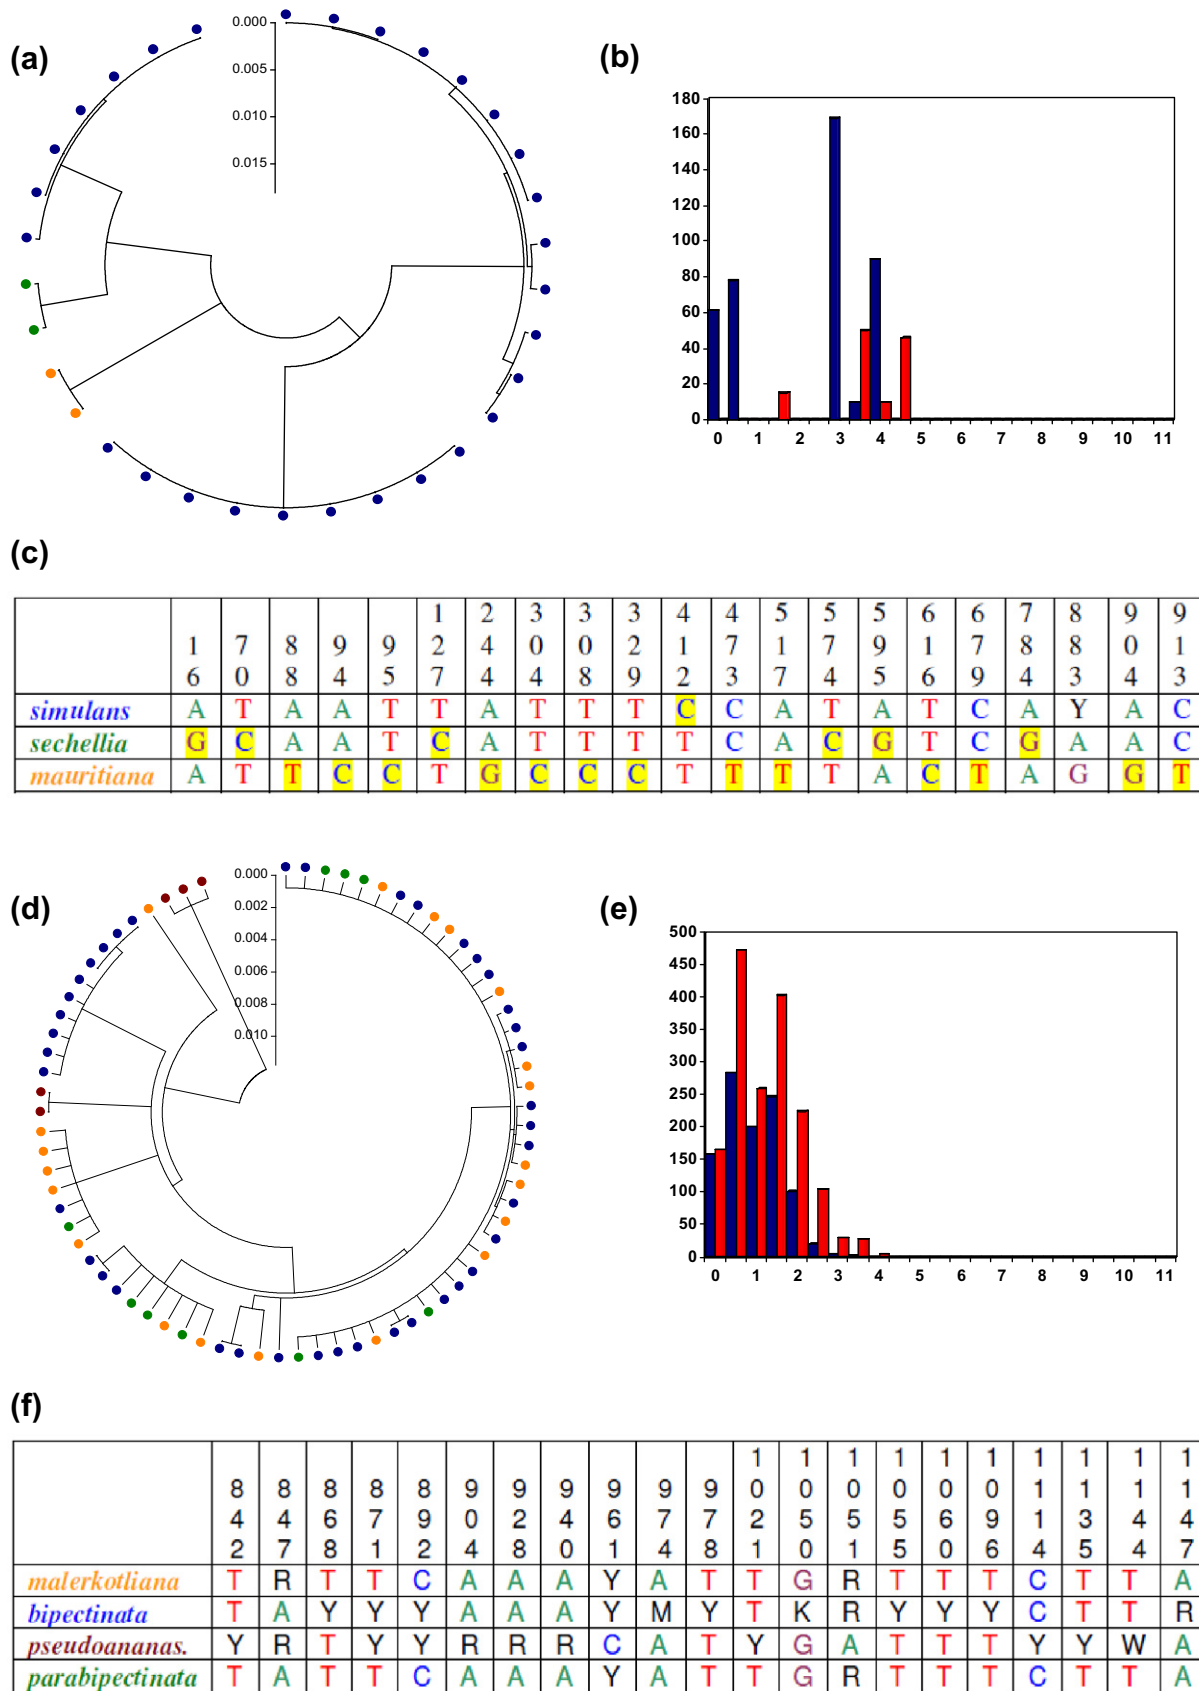 (a)
0.000
0.005
0.010
0.015
(b)
180
160
140
120
100
80
60
40
20
0
0 1 2 3 4 5 6 7 8 9 10 11
(c)
16 70 88 94 95 127 244 304 308 329 412 473 517 574 595 616 679 784 883 904 913
simulans A T A A T T A T T T C C A T A T C A Y A C
sechellia G C A A T C A T T T T C A C G T C G A A C
mauritiana A T T C C T G C C C T T T T A C T A G G T
(d)
0.000
0.002
0.004
0.006
0.008
0.010
(e)
500
450
400
350
300
250
200
150
100
50
0
0 1 2 3 4 5 6 7 8 9 10 11
(f)
842 847 868 871 892 904 928 940 961 974 978 1021 1050 1051 1055 1060 1096 1114 1135 1144 1147
malerkotliana T R T T C A A A Y A T T G R T T T C T T A
bipectinata T A Y Y Y A A A Y M Y T K R Y Y Y C T T R
pseudoananas. Y R T Y Y R R R C A T Y G A T T T Y Y W A
parabipectinata T A T T C A A A Y A T T G R T T T C T T A